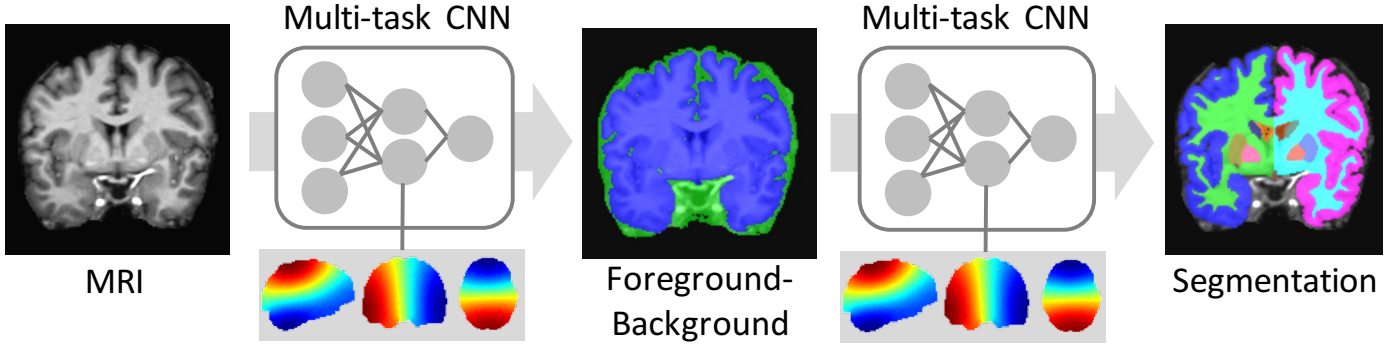 Multi-task CNN
Multi-task CNN
MRI
Foreground-
Background
Segmentation